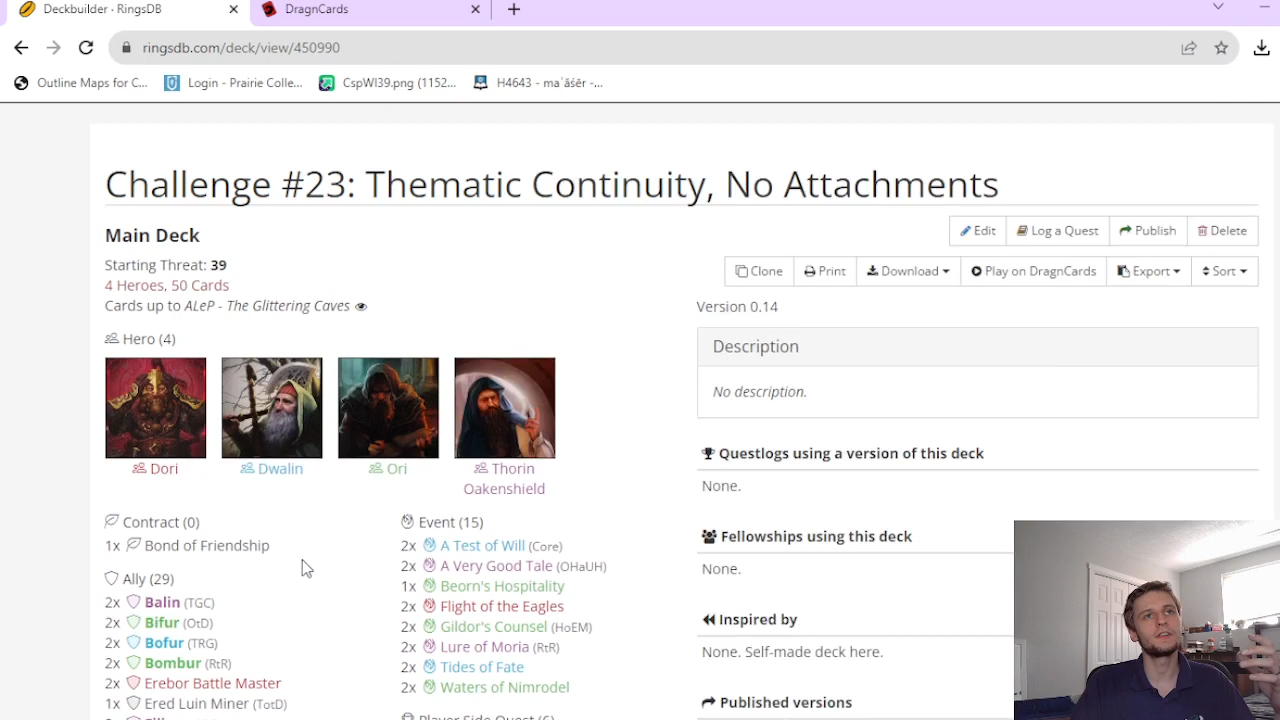 Deckbuilder · RingsDB
DragnCards
ringsdb.com/deck/view/450990
Outline Maps for C...
Login - Prairie Colle...
CspWI39.png (1152...
H4643 - maʿăśēr -...
Challenge #23: Thematic Continuity, No Attachments
Main Deck
Starting Threat: 39
4 Heroes, 50 Cards
Cards up to ALeP - The Glittering Caves
Hero (4)
Dori
Dwalin
Ori
Thorin
Oakenshield
Contract (0)
1x Bond of Friendship
Ally (29)
2x Balin (TGC)
2x Bifur (OtD)
2x Bofur (TRG)
2x Bombur (RtR)
2x Erebor Battle Master
1x Ered Luin Miner (TotD)
Event (15)
2x A Test of Will (Core)
2x A Very Good Tale (OHaUH)
1x Beorn's Hospitality
2x Flight of the Eagles
2x Gildor's Counsel (HoEM)
2x Lure of Moria (RtR)
2x Tides of Fate
2x Waters of Nimrodel
Player Side Quest (6)
Edit
Log a Quest
Publish
Delete
Clone
Print
Download
Play on DragnCards
Export
Sort
Version 0.14
Description
No description.
Questlogs using a version of this deck
None.
Fellowships using this deck
None.
Inspired by
None. Self-made deck here.
Published versions